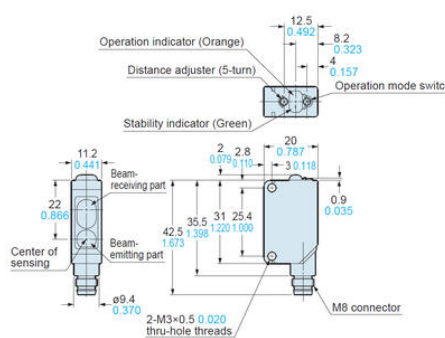 12.5
0.492
Operation indicator (Orange)
8.2
0.323
Distance adjuster (5-turn)
4
0.157
Operation mode switc
Stability indicator (Green)
11.2
0.441
2
0.079
2.8
0.110
20
0.787
3 0.118
Beam-
receiving part
22
0.866
0.9
0.035
42.5
1.673
35.5
1.398
31
1.220
25.4
1.000
Center of
sensing
Beam-
emitting part
ø9.4
0.370
M8 connector
2-M3×0.5 0.020
thru-hole threads